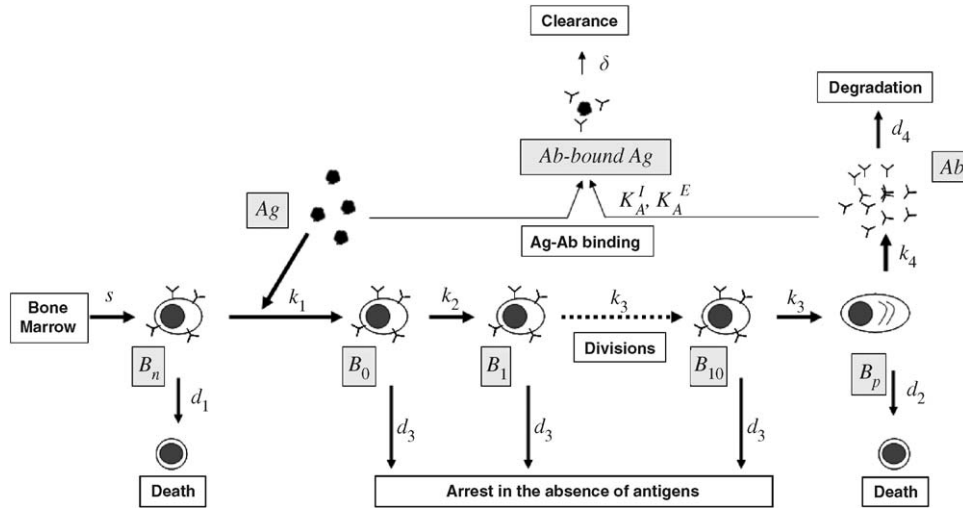 Clearance
δ
Degradation
d4
Ab-bound Ag
Ab
Ag
K_A^I, K_A^E
Ag-Ab binding
k4
Bone
Marrow
s
k1
k2
k3
k3
Divisions
Bn
B0
B1
B10
Bp
d1
d3
d3
d3
d2
Death
Arrest in the absence of antigens
Death